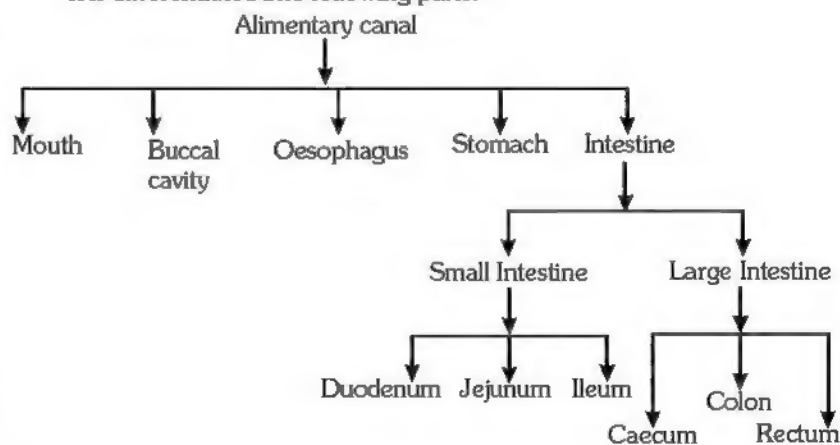 Alimentary canal
Mouth
Buccal
cavity
Oesophagus
Stomach
Intestine
Small Intestine
Large Intestine
Duodenum
Jejunum
Ileum
Caecum
Colon
Rectum